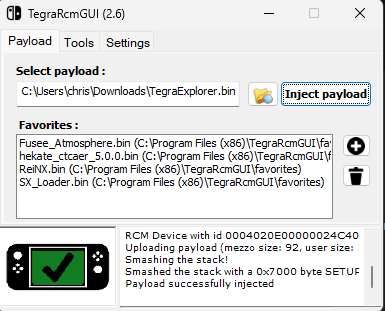 TegraRcmGUI (2.6)
Payload Tools Settings
Select payload :
C:\Users\chris\Downloads\TegraExplorer.bin
Inject payload
Favorites :
Fusee_Atmosphere.bin (C:\Program Files (x86)\TegraRcmGUI\fav
hekate_ctcaer_5.0.0.bin (C:\Program Files (x86)\TegraRcmGUI\
ReiNX.bin (C:\Program Files (x86)\TegraRcmGUI\favorites)
SX_Loader.bin (C:\Program Files (x86)\TegraRcmGUI\favorites)
RCM Device with id 0004020E00000024C40
Uploading payload (mezzo size: 92, user size:
Smashing the stack!
Smashed the stack with a 0x7000 byte SETUP
Payload successfully injected